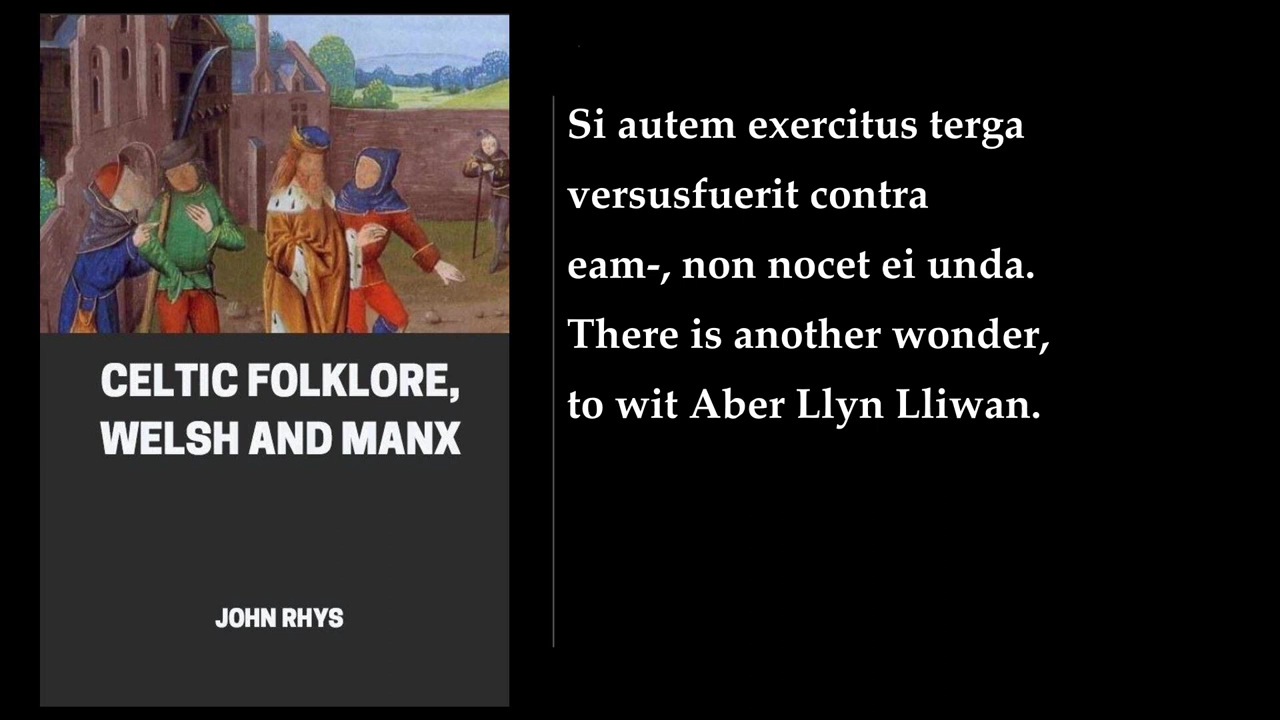 CELTIC FOLKLORE,
WELSH AND MANX
JOHN RHYS
Si autem exercitus terga
versusfuerit contra
eam-, non nocet ei unda.
There is another wonder,
to wit Aber Llyn Lliwan.